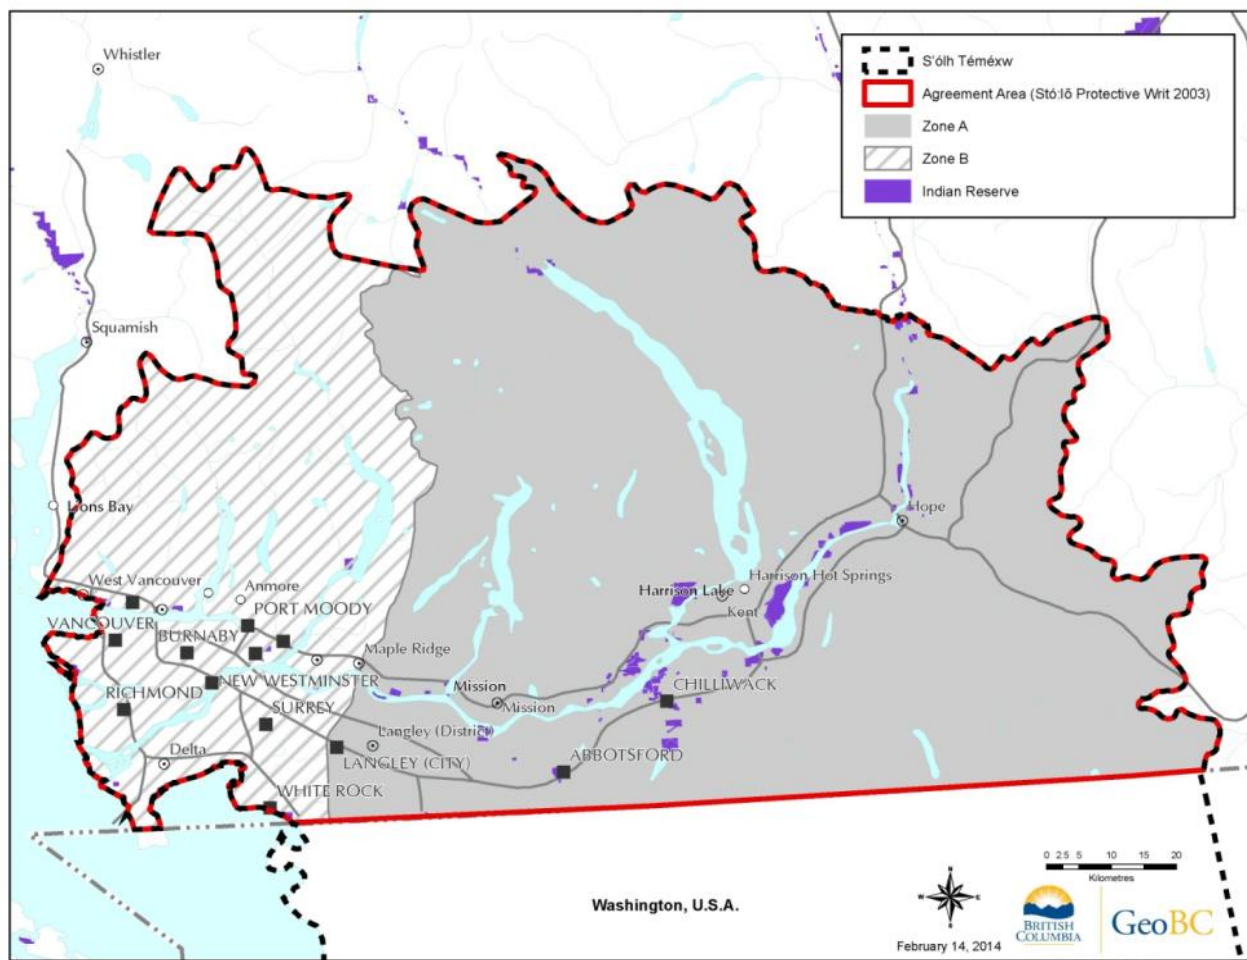 Whistler
S'ólh Téméxw
Agreement Area (Stó:lō Protective Writ 2003)
Zone A
Zone B
Indian Reserve
Squamish
Lions Bay
Hope
West Vancouver
Anmore
Harrison Hot Springs
Harrison Lake
Kent
PORT MOODY
VANCOUVER
BURNABY
Maple Ridge
NEW WESTMINSTER
Mission
CHILLIWACK
RICHMOND
Mission
SURREY
Langley (District)
Delta
LANGLEY (CITY)
ABBOTSFORD
WHITE ROCK
0 2.5 5 10 15 20
Kilometres
N
W E
S
Washington, U.S.A.
February 14, 2014
BRITISH
COLUMBIA
GeoBC